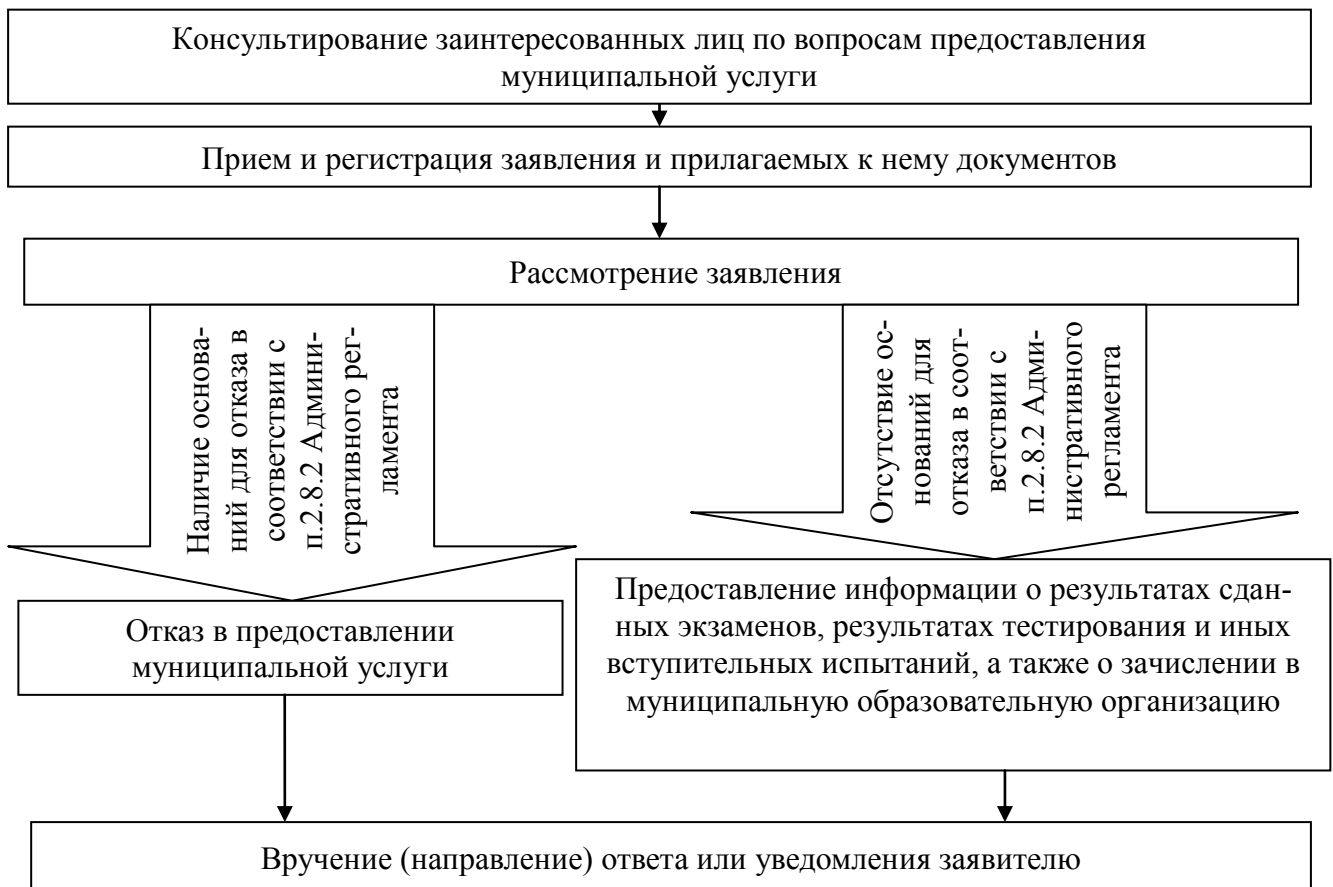 Консультирование заинтересованных лиц по вопросам предоставления
муниципальной услуги
Прием и регистрация заявления и прилагаемых к нему документов
Рассмотрение заявления
Наличие основа-
ний для отказа в
соответствии с
п.2.8.2 Админи-
стративного рег-
ламента
Отсутствие ос-
нований для
отказа в соот-
ветствии с
п.2.8.2 Адми-
нистративного
регламента
Отказ в предоставлении
муниципальной услуги
Предоставление информации о результатах сдан-
ных экзаменов, результатах тестирования и иных
вступительных испытаний, а также о зачислении в
муниципальную образовательную организацию
Вручение (направление) ответа или уведомления заявителю